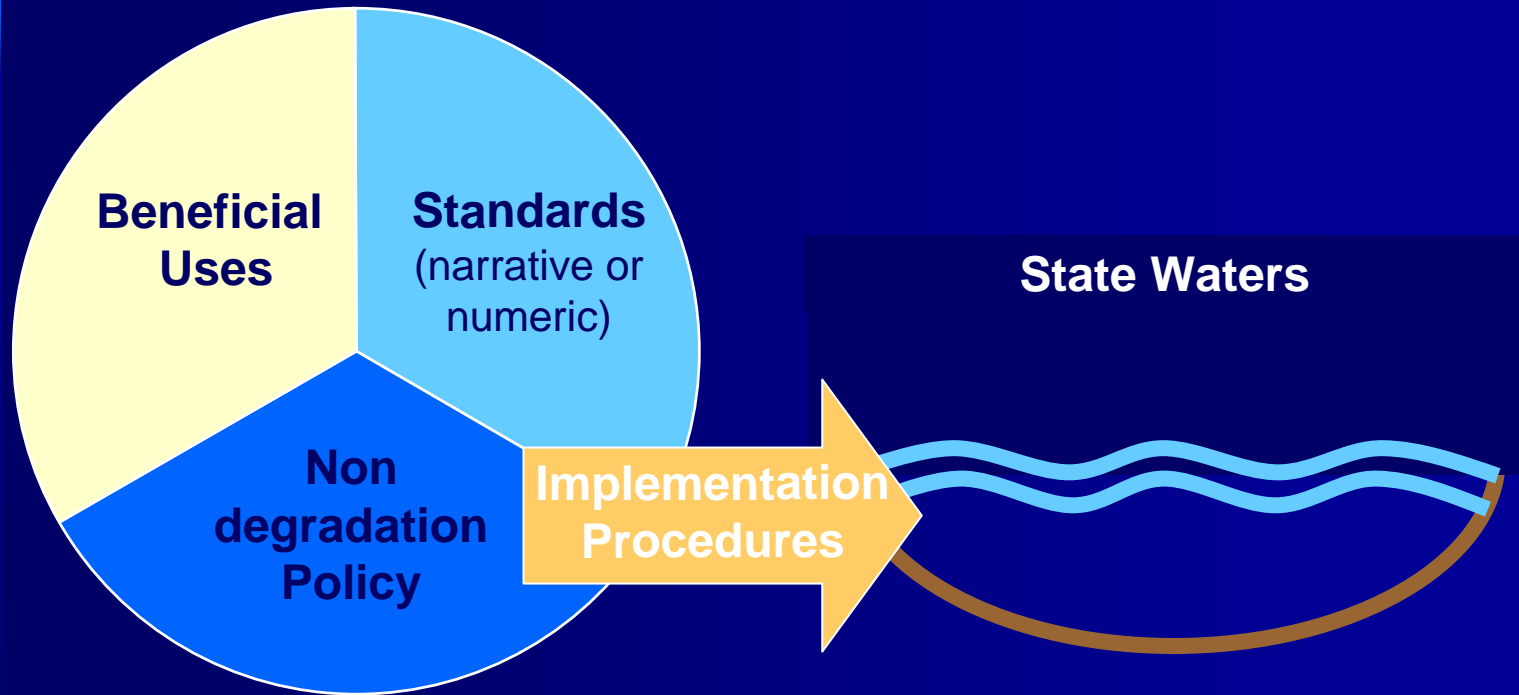 Beneficial
Uses
Standards
(narrative or
numeric)
Non
degradation
Policy
Implementation
Procedures
State Waters